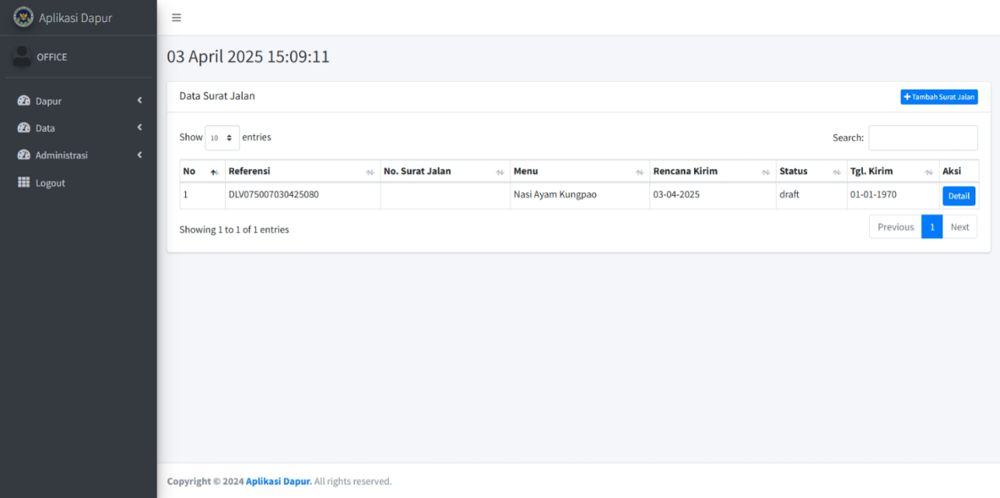 Aplikasi Dapur
OFFICE
Dapur
Data
Administrasi
Logout
03 April 2025 15:09:11
Data Surat Jalan
Tambah Surat Jalan
Show 10 entries
Search:
No Referensi No. Surat Jalan Menu Rencana Kirim Status Tgl. Kirim Aksi
1 DLV075007030425080 Nasi Ayam Kungpao 03-04-2025 draft 01-01-1970 Detail
Showing 1 to 1 of 1 entries
Previous 1 Next
Copyright © 2024 Aplikasi Dapur. All rights reserved.